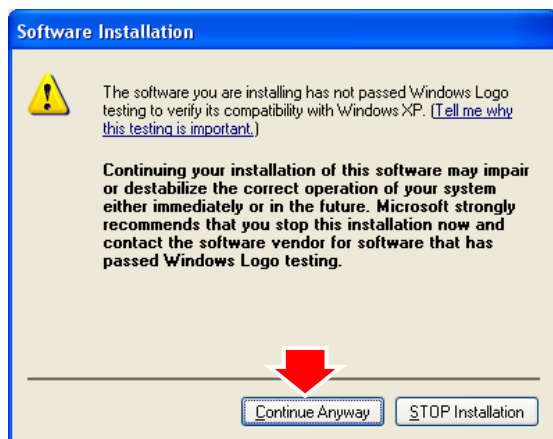 Software Installation
The software you are installing has not passed Windows Logo
testing to verify its compatibility with Windows XP. (Tell me why
this testing is important.)
Continuing your installation of this software may impair
or destabilize the correct operation of your system
either immediately or in the future. Microsoft strongly
recommends that you stop this installation now and
contact the software vendor for software that has
passed Windows Logo testing.
Continue Anyway
STOP Installation